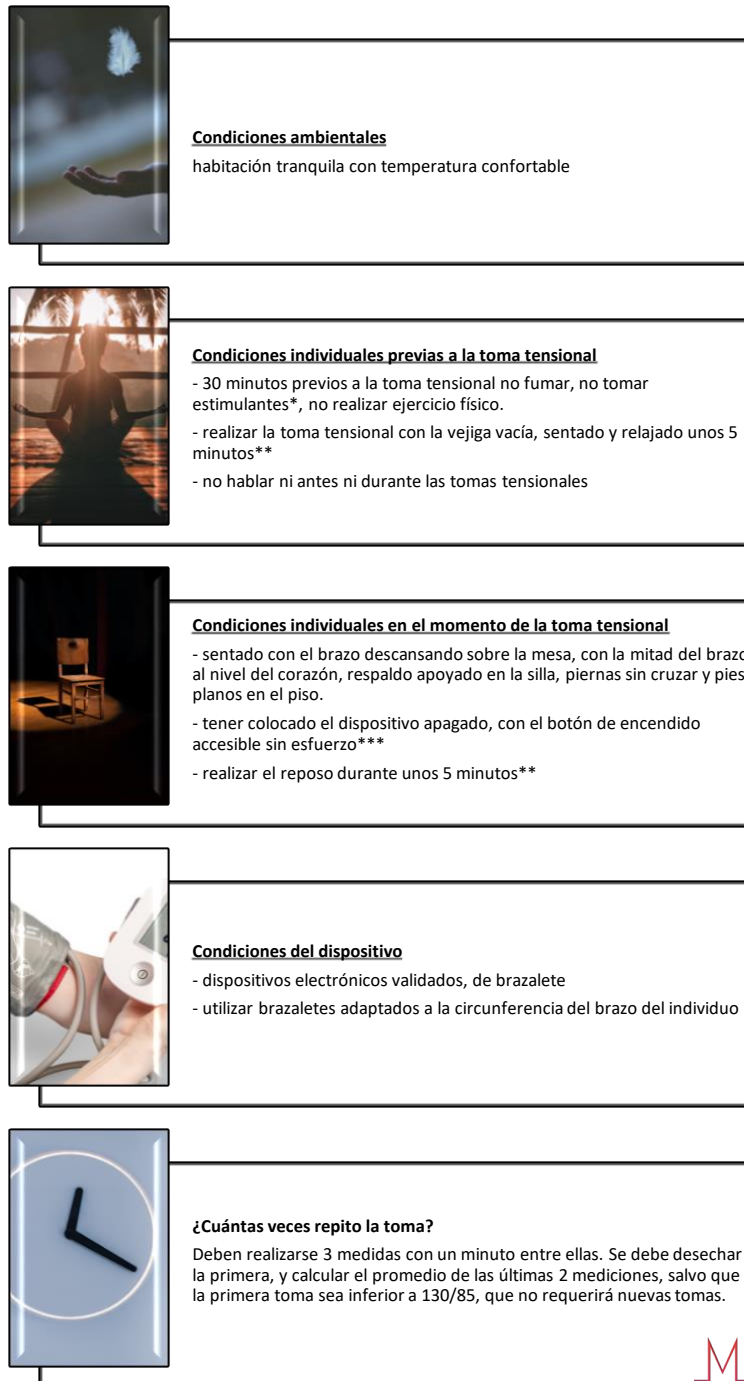 Condiciones ambientales
habitación tranquila con temperatura confortable
Condiciones individuales previas a la toma tensional
- 30 minutos previos a la toma tensional no fumar, no tomar
estimulantes*, no realizar ejercicio físico.
- realizar la toma tensional con la vejiga vacía, sentado y relajado unos 5
minutos**
- no hablar ni antes ni durante las tomas tensionales
Condiciones individuales en el momento de la toma tensional
- sentado con el brazo descansando sobre la mesa, con la mitad del brazo
al nivel del corazón, respaldo apoyado en la silla, piernas sin cruzar y pies
planos en el piso.
- tener colocado el dispositivo apagado, con el botón de encendido
accesible sin esfuerzo***
- realizar el reposo durante unos 5 minutos**
Condiciones del dispositivo
- dispositivos electrónicos validados, de brazalete
- utilizar brazaletes adaptados a la circunferencia del brazo del individuo
¿Cuántas veces repito la toma?
Deben realizarse 3 medidas con un minuto entre ellas. Se debe desechar
la primera, y calcular el promedio de las últimas 2 mediciones, salvo que
la primera toma sea inferior a 130/85, que no requerirá nuevas tomas.
M